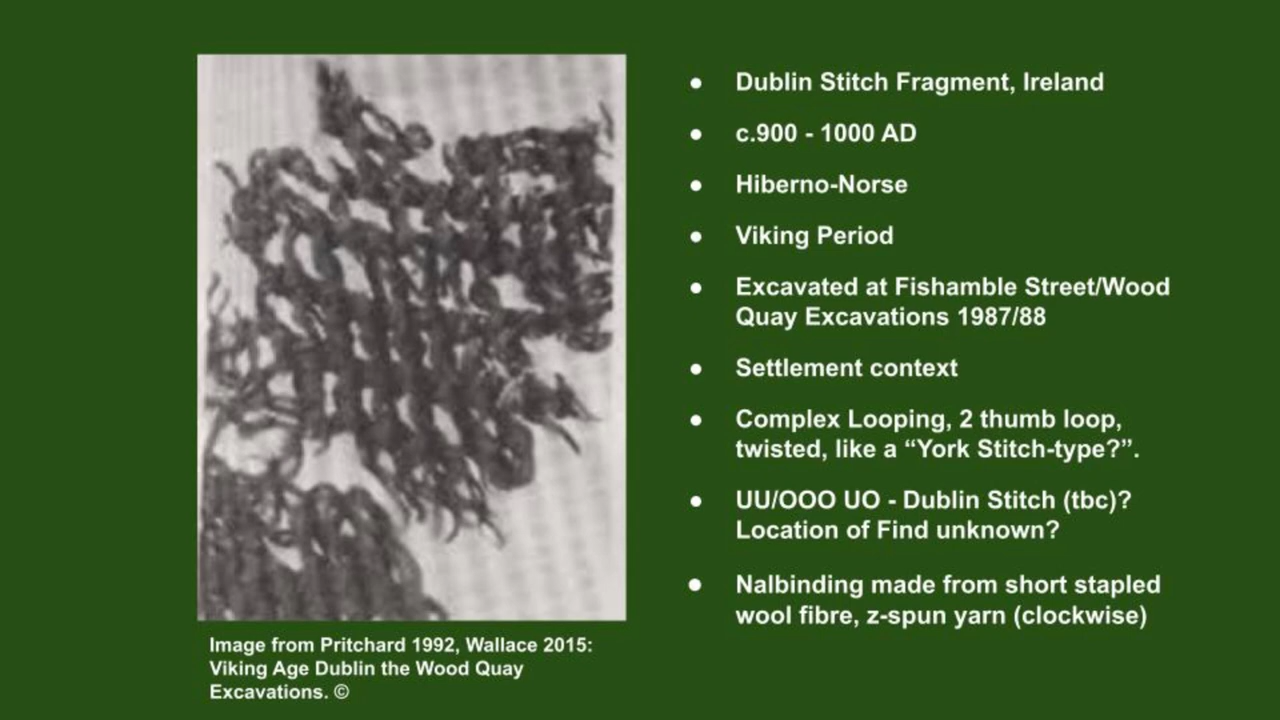 ● Dublin Stitch Fragment, Ireland
● c.900 - 1000 AD
● Hiberno-Norse
● Viking Period
● Excavated at Fishamble Street/Wood
Quay Excavations 1987/88
● Settlement context
● Complex Looping, 2 thumb loop,
twisted, like a “York Stitch-type?”.
● UU/OOO UO - Dublin Stitch (tbc)?
Location of Find unknown?
● Nalbinding made from short stapled
wool fibre, z-spun yarn (clockwise)
Image from Pritchard 1992, Wallace 2015:
Viking Age Dublin the Wood Quay
Excavations. ©